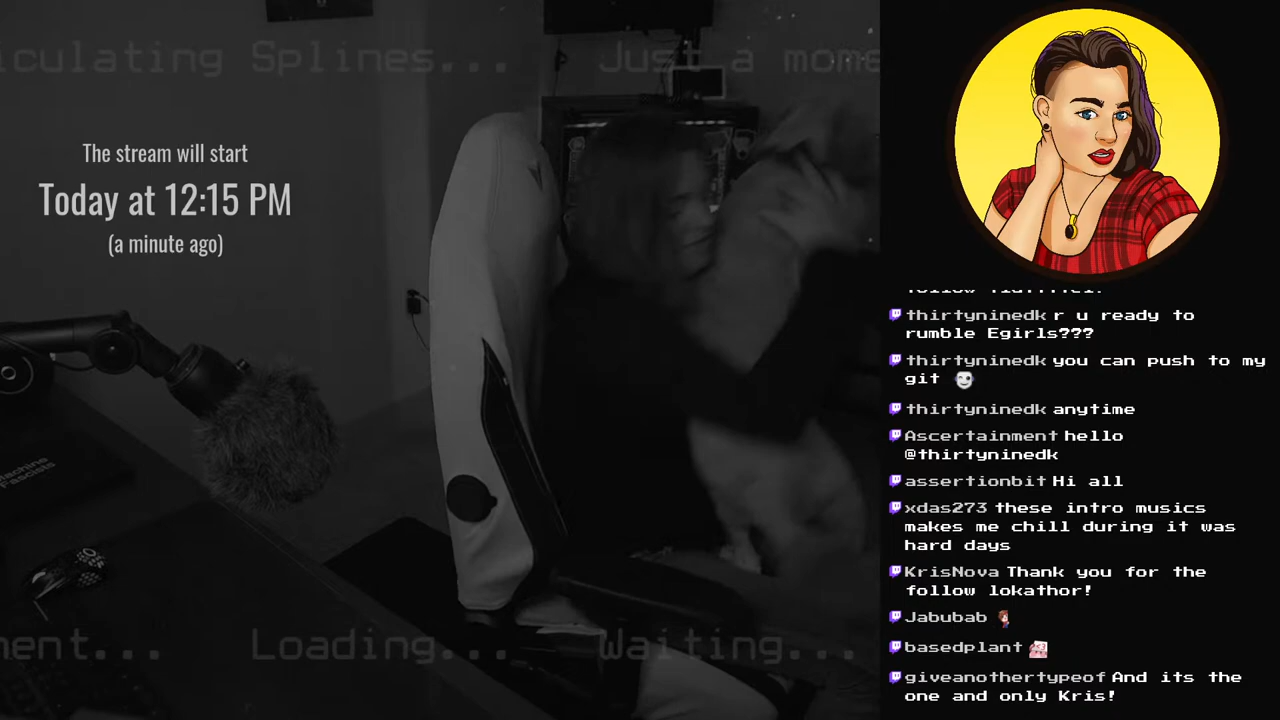 Calculating Splines...
Just a mome
The stream will start
Today at 12:15 PM
(a minute ago)
Machine
Fascists
Loading...
Waiting...
thirtyninedk r u ready to
rumble Egirls???
thirtyninedk you can push to my
git
thirtyninedk anytime
Ascertainment hello
@thirtyninedk
assertionbit Hi all
xdas273 these intro musics
makes me chill during it was
hard days
KrisNova Thank you for the
follow lokathor!
Jabubab
basedplant
giveanothertypeof And its the
one and only Kris!